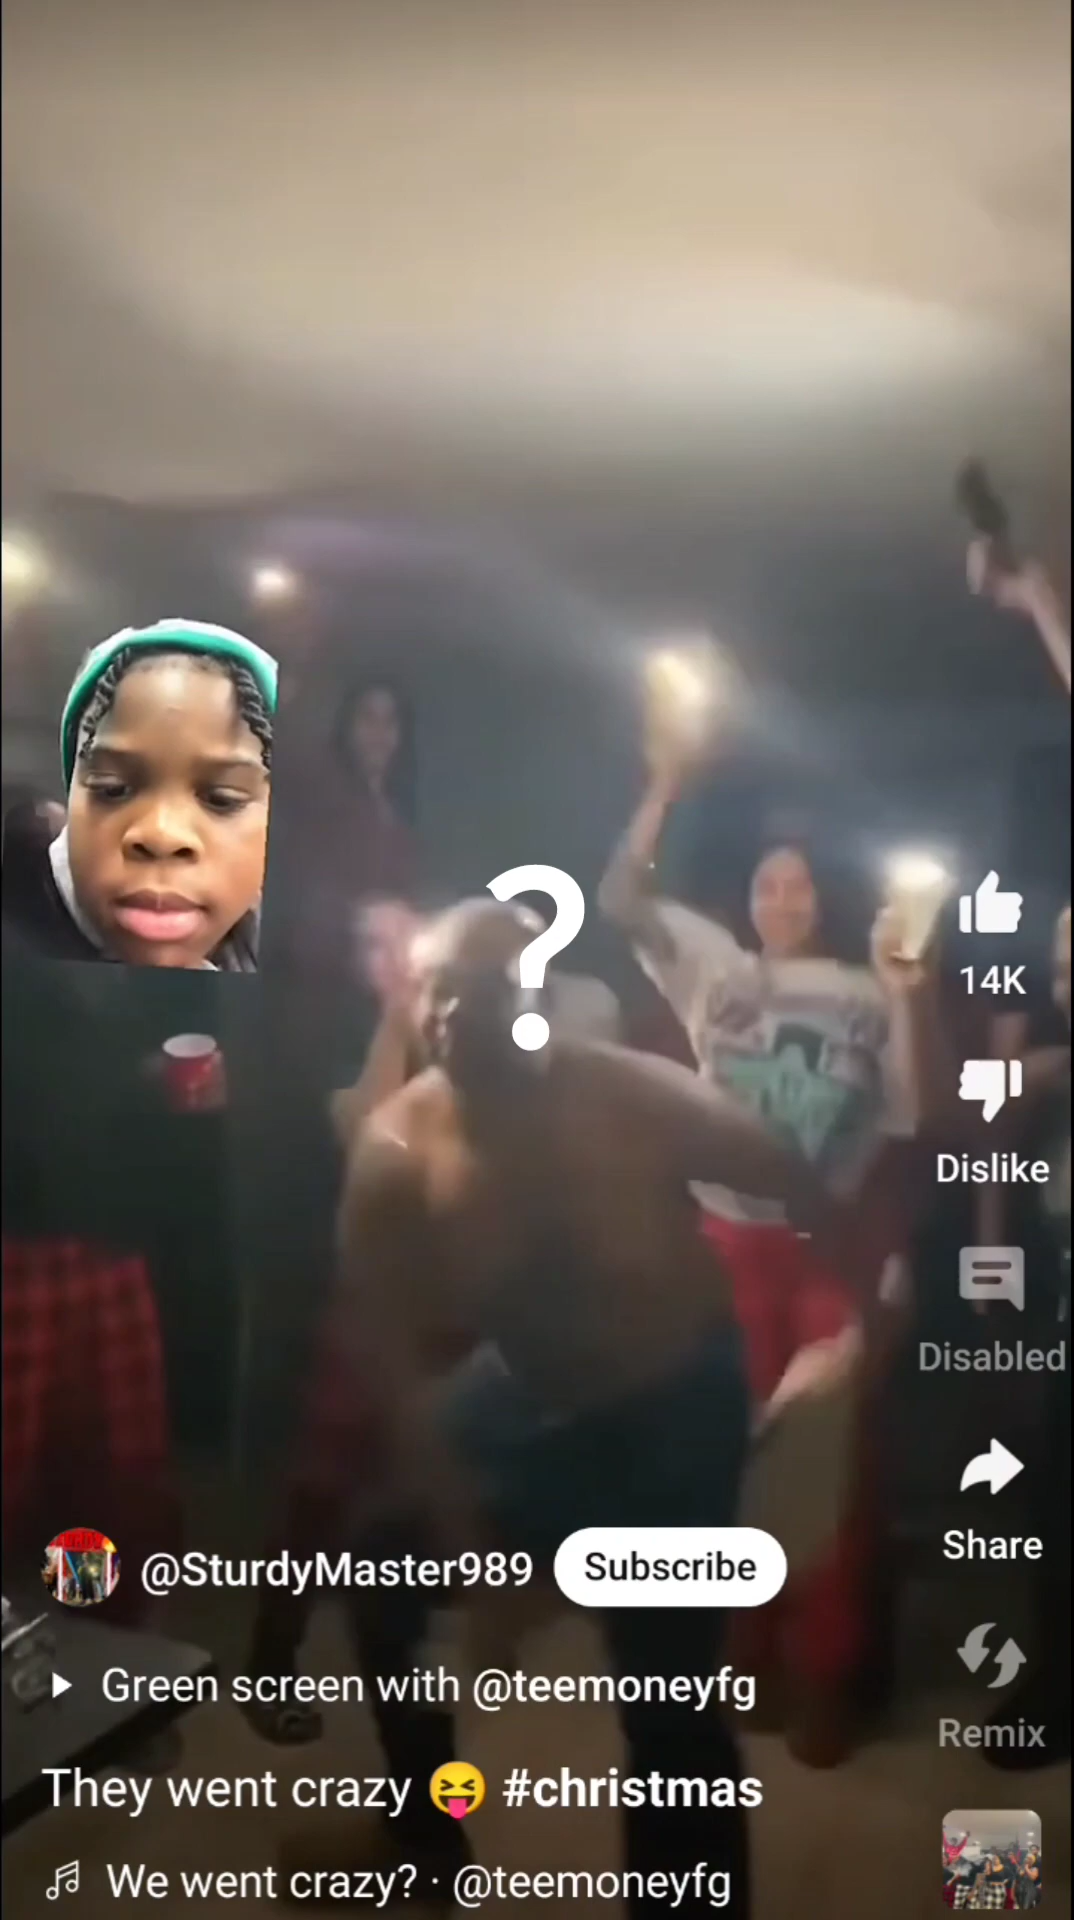 ?
14K
Dislike
Disabled
Share
@SturdyMaster989
Subscribe
Green screen with @teemoneyfg
Remix
They went crazy 😝 #christmas
We went crazy? · @teemoneyfg